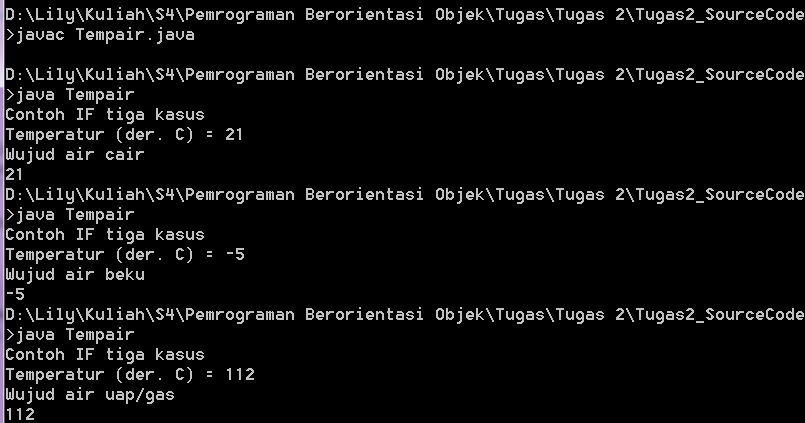 D:\Lily\Kuliah\S4\Pemrograman Berorientasi Objek\Tugas\Tugas 2\Tugas2_SourceCode
>javac Tempair.java
D:\Lily\Kuliah\S4\Pemrograman Berorientasi Objek\Tugas\Tugas 2\Tugas2_SourceCode
>java Tempair
Contoh IF tiga kasus
Temperatur (der. C) = 21
Wujud air cair
21
D:\Lily\Kuliah\S4\Pemrograman Berorientasi Objek\Tugas\Tugas 2\Tugas2_SourceCode
>java Tempair
Contoh IF tiga kasus
Temperatur (der. C) = -5
Wujud air beku
-5
D:\Lily\Kuliah\S4\Pemrograman Berorientasi Objek\Tugas\Tugas 2\Tugas2_SourceCode
>java Tempair
Contoh IF tiga kasus
Temperatur (der. C) = 112
Wujud air uap/gas
112